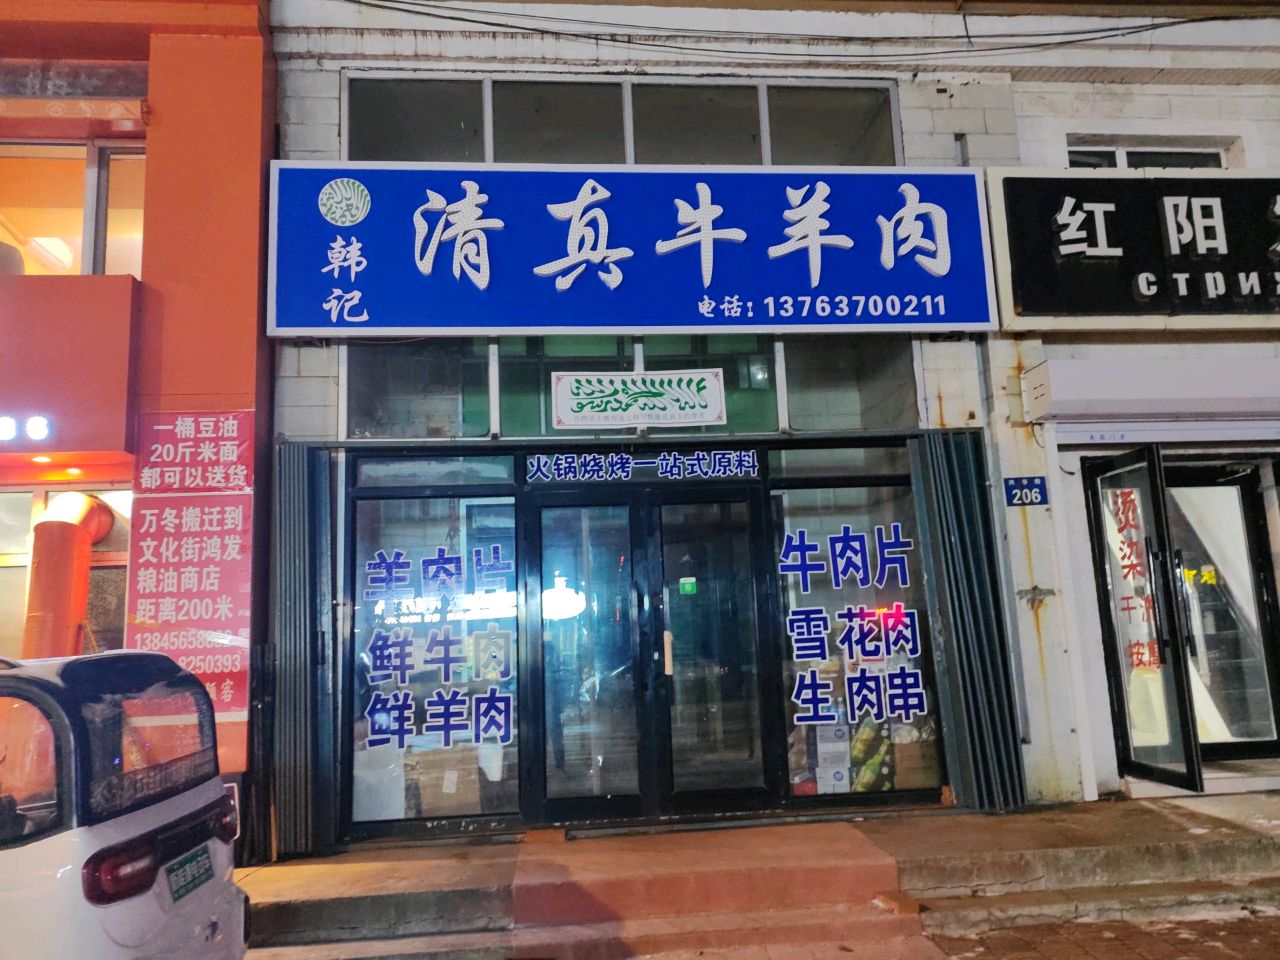 韩记
清真牛羊肉
电话：13763700211
红阳
стриж
火锅烧烤一站式原料
羊肉片
鲜牛肉
鲜羊肉
牛肉片
雪花肉
生肉串
206
烫染
干洗
按摩
一桶豆油
20斤米面
都可以送货
万冬搬迁到
文化街鸿发
粮油商店
距离200米
8250393